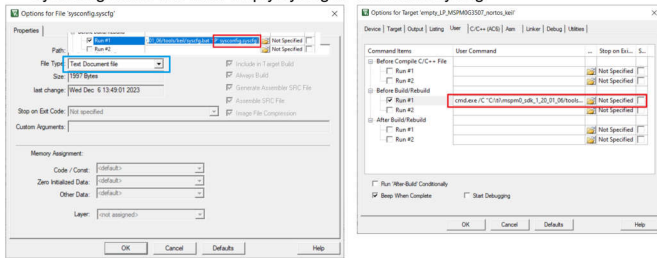 Options for File 'sysconfig.syscfg'
Properties
Run #1
Not Specified
Run #2
Not Specified
Path:
File Type: Text Document file
Include in Target Build
Size: 1597 Bytes
Always Build
last change: Wed Dec 6 13:49:01 2023
Generate Assembler SRC File
Assemble SRC File
Stop on Exit Code: Not specified
Image File Compression
Custom Arguments:
Memory Assignment:
Code / Const: <default>
Zero Initialized Data: <default>
Other Data: <default>
Layer: <not assigned>
OK Cancel Defaults Help
Options for Target 'empty_LP_MSPM0G3507_nortos_keil'
Device Target Output Listing User C/C++ (AC6) Asm Linker Debug Utilities
Command Items User Command ... Stop on Exi... S...
Before Compile C/C++ File
Run #1 Not Specified
Run #2 Not Specified
Before Build/Rebuild
Run #1 cmd.exe /C "C:\ti\mspm0_sdk_1_20_01_06/tools... Not Specified
Run #2 Not Specified
After Build/Rebuild
Run #1 Not Specified
Run #2 Not Specified
Run 'After-Build' Conditionally
Beep When Complete Start Debugging
OK Cancel Defaults Help